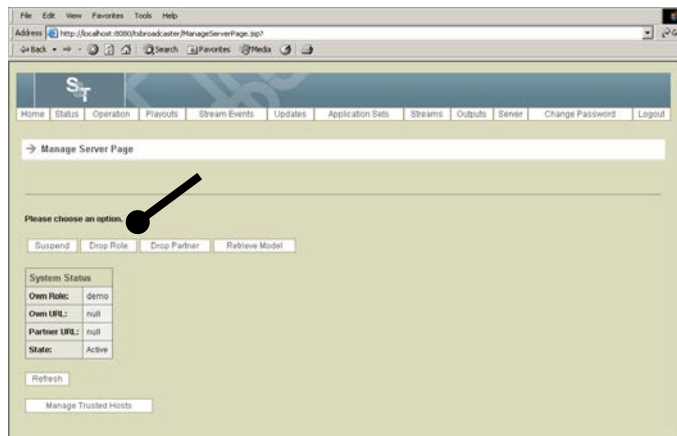 File Edit View Favorites Tools Help
Address http://localhost:8080/tsbroadcaster/ManageServerPage.jsp?
Back Search Favorites Media
ST
Home Status Operation Playouts Stream Events Updates Application Sets Streams Outputs Server Change Password Logout
Manage Server Page
Please choose an option.
Suspend Drop Role Drop Partner Retrieve Model
System Status
Own Role: demo
Own URL: null
Partner URL: null
State: Active
Refresh
Manage Trusted Hosts